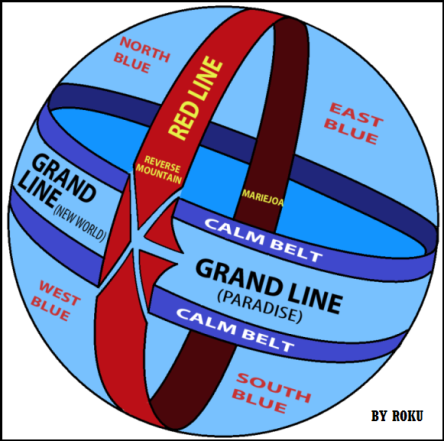 NORTH
BLUE
RED LINE
EAST
BLUE
REVERSE
MOUNTAIN
MARIEJOA
GRAND
LINE
(NEW WORLD)
CALM BELT
GRAND LINE
(PARADISE)
CALM BELT
WEST
BLUE
SOUTH
BLUE
BY ROKU